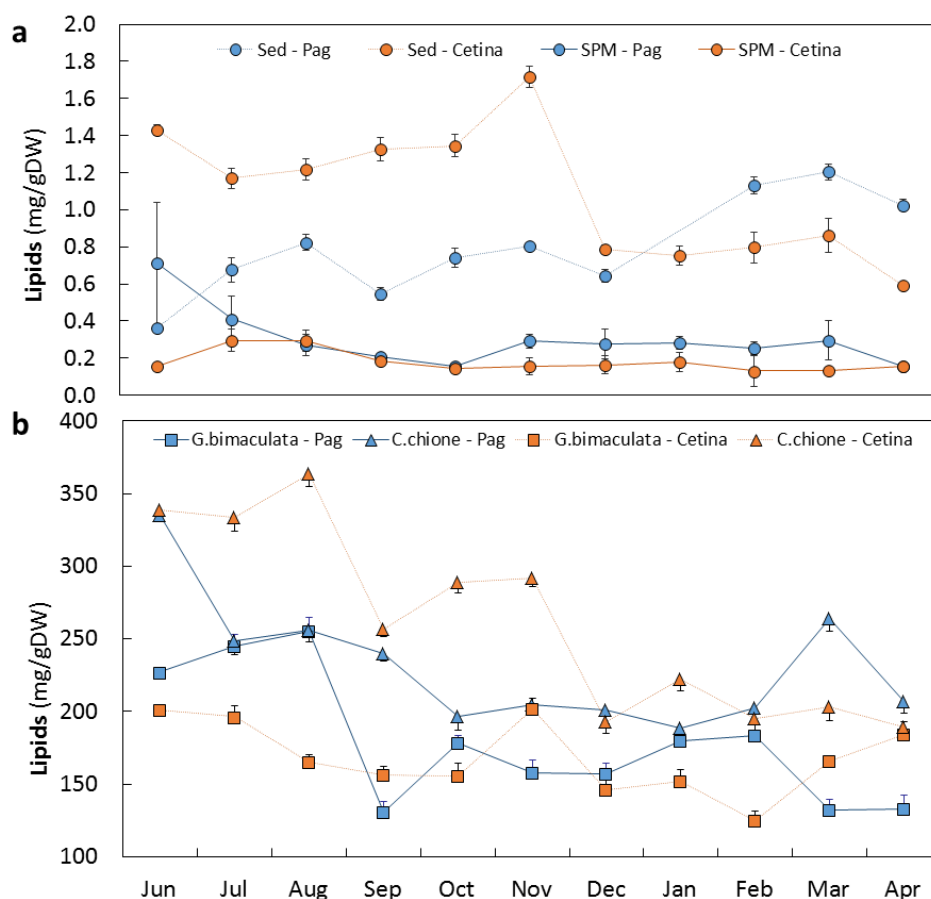 a
Lipids (mg/gDW)
2.0
1.8
1.6
1.4
1.2
1.0
0.8
0.6
0.4
0.2
0.0
Sed - Pag Sed - Cetina SPM - Pag SPM - Cetina
b
Lipids (mg/gDW)
400
350
300
250
200
150
100
G.bimaculata - Pag C.chione - Pag G.bimaculata - Cetina C.chione - Cetina
Jun Jul Aug Sep Oct Nov Dec Jan Feb Mar Apr